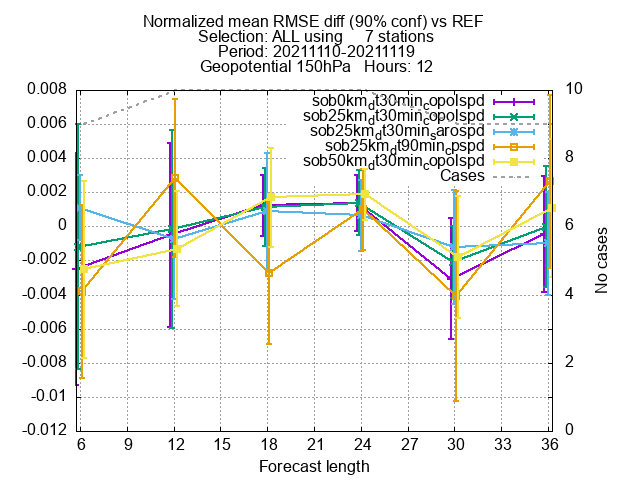 Normalized mean RMSE diff (90% conf) vs REF
Selection: ALL using 7 stations
Period: 20211110-20211119
Geopotential 150hPa Hours: 12
sob0km_dt30min_copolspd
sob25km_dt30min_copolspd
sob25km_dt30min_sarospd
sob25km_dt90min_cpspd
sob50km_dt30min_copolspd
Cases
0.008
0.006
0.004
0.002
0
-0.002
-0.004
-0.006
-0.008
-0.01
-0.012
10
8
6
4
2
0
No cases
6 9 12 15 18 21 24 27 30 33 36
Forecast length